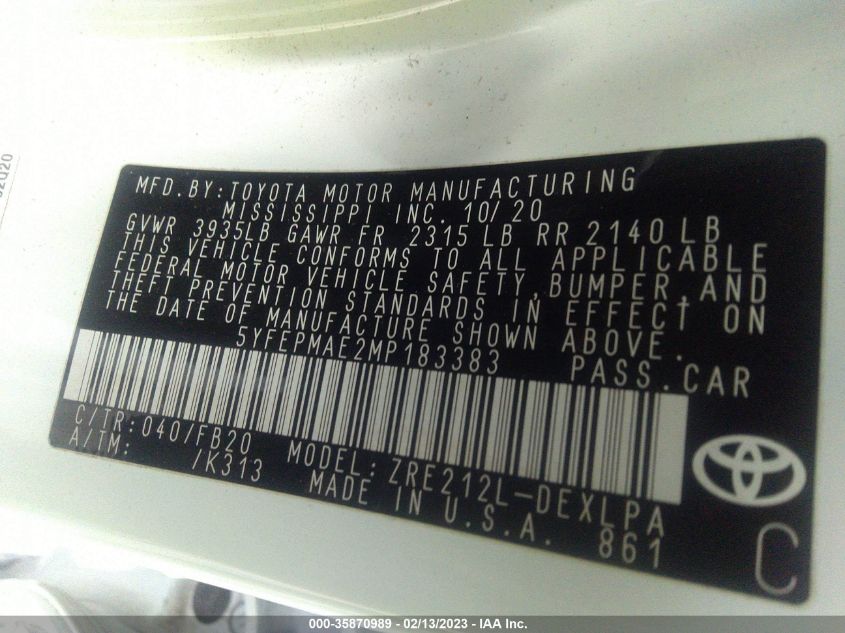 MFD.BY:TOYOTA MOTOR MANUFACTURING
MISSISSIPPI INC. 10/20
GVWR 3935LB GAWR FR 2315 LB RR 2140 LB
THIS VEHICLE CONFORMS TO ALL APPLICABLE
FEDERAL MOTOR VEHICLE SAFETY,BUMPER,AND
THEFT PREVENTION STANDARDS IN EFFECT ON
THE DATE OF MANUFACTURE SHOWN ABOVE.
5YFEPMAE2MP183383 PASS.CAR
C/TR:040/FB20 MODEL:ZRE212L-DEXLPA
A/TM: /K313 MADE IN U.S.A. 861
C
000-35870989 — 02/13/2023 — IAA Inc.